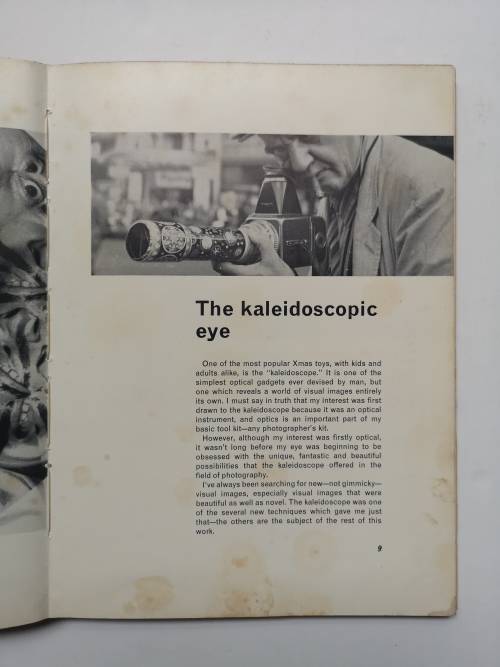 The kaleidoscopic
eye
One of the most popular Xmas toys, with kids and
adults alike, is the "kaleidoscope." It is one of the
simplest optical gadgets ever devised by man, but
one which reveals a world of visual images entirely
its own. I must say in truth that my interest was first
drawn to the kaleidoscope because it was an optical
instrument, and optics is an important part of my
basic tool kit—any photographer's kit.
However, although my interest was firstly optical,
it wasn't long before my eye was beginning to be
obsessed with the unique, fantastic and beautiful
possibilities that the kaleidoscope offered in the
field of photography.
I've always been searching for new—not gimmicky—
visual images, especially visual images that were
beautiful as well as novel. The kaleidoscope was one
of the several new techniques which gave me just
that—the others are the subject of the rest of this
work.
9